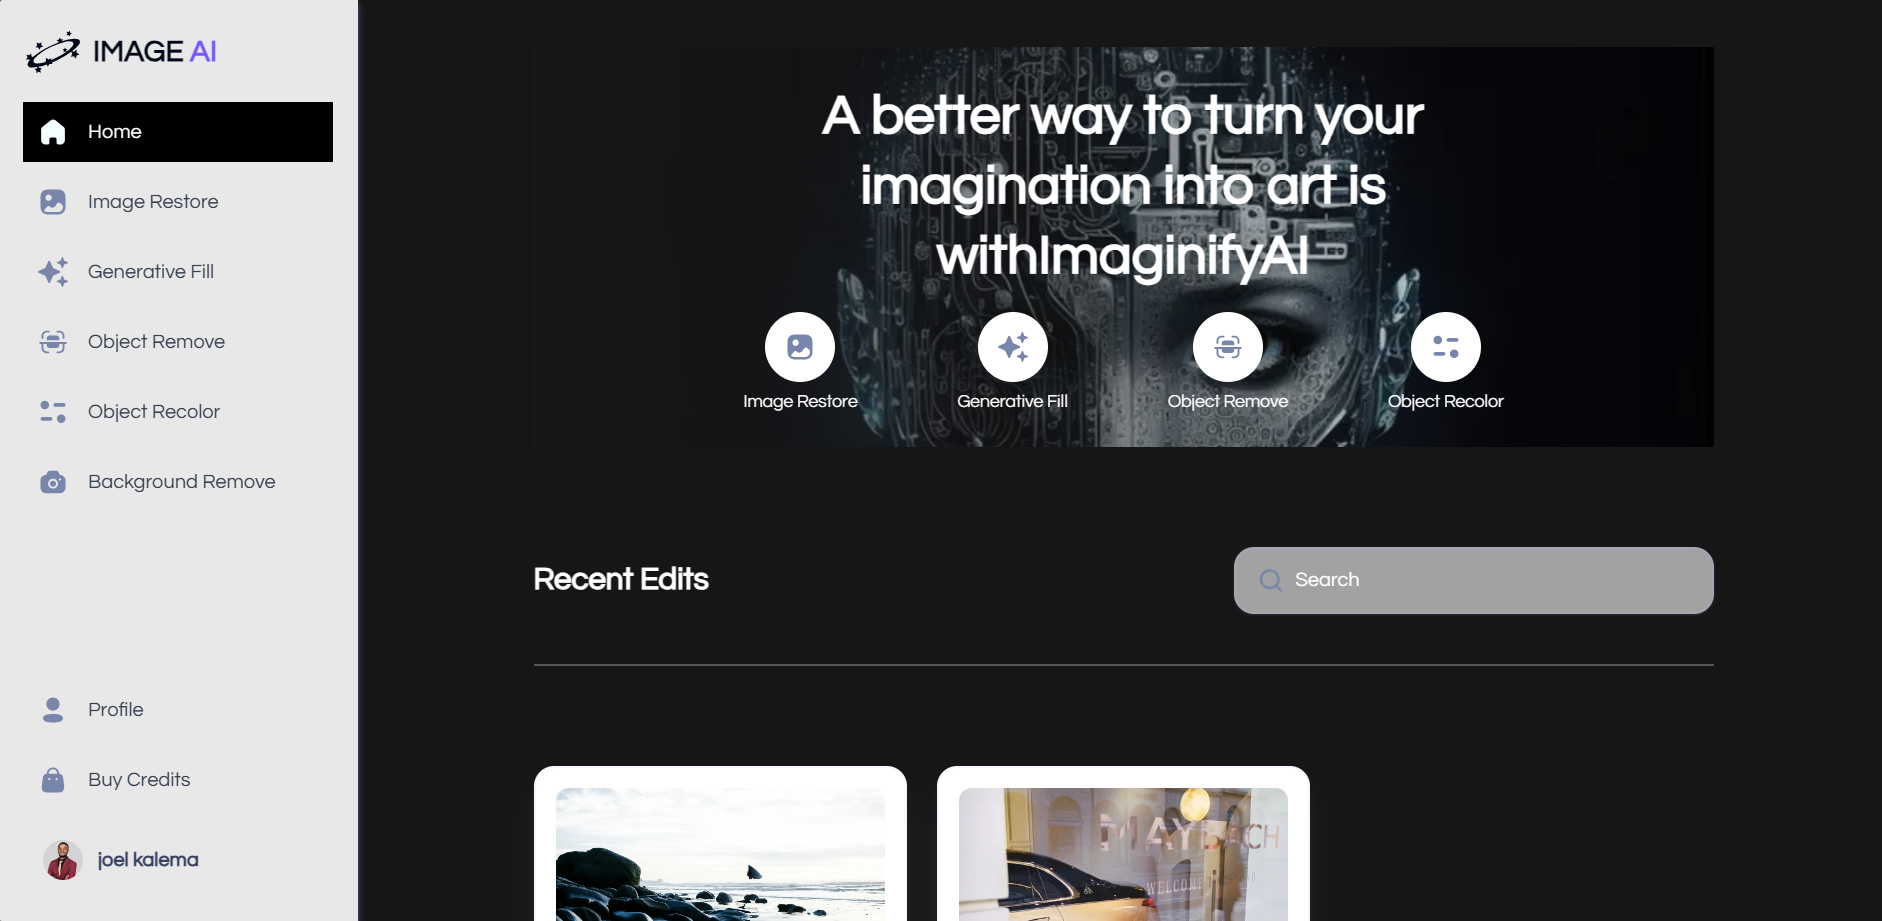 IMAGE AI
Home
Image Restore
Generative Fill
Object Remove
Object Recolor
Background Remove
Profile
Buy Credits
joel kalema
A better way to turn your
imagination into art is
withImaginifyAI
Image Restore
Generative Fill
Object Remove
Object Recolor
Recent Edits
Search
MAYBACH
WELCOME